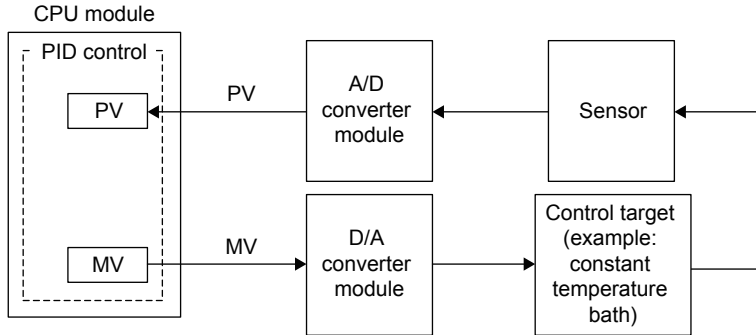 CPU module
PID control
PV
PV
A/D
converter
module
Sensor
MV
MV
D/A
converter
module
Control target
(example:
constant
temperature
bath)